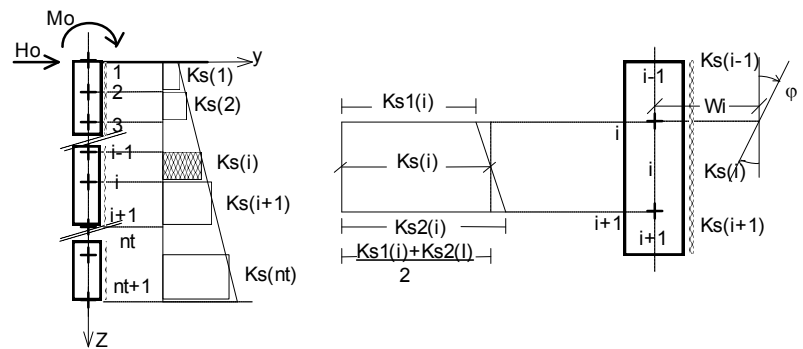 Mo
Ho
y
1
2
3
i-1
i
i+1
nt
nt+1
Z
Ks(1)
Ks(2)
Ks(i)
Ks(i+1)
Ks(nt)
Ks1(i)
Ks(i)
Ks2(i)
Ks1(i)+Ks2(I)
2
i
i+1
i-1
i
i+1
Ks(i-1)
φ
Wi
Ks(i)
Ks(i+1)